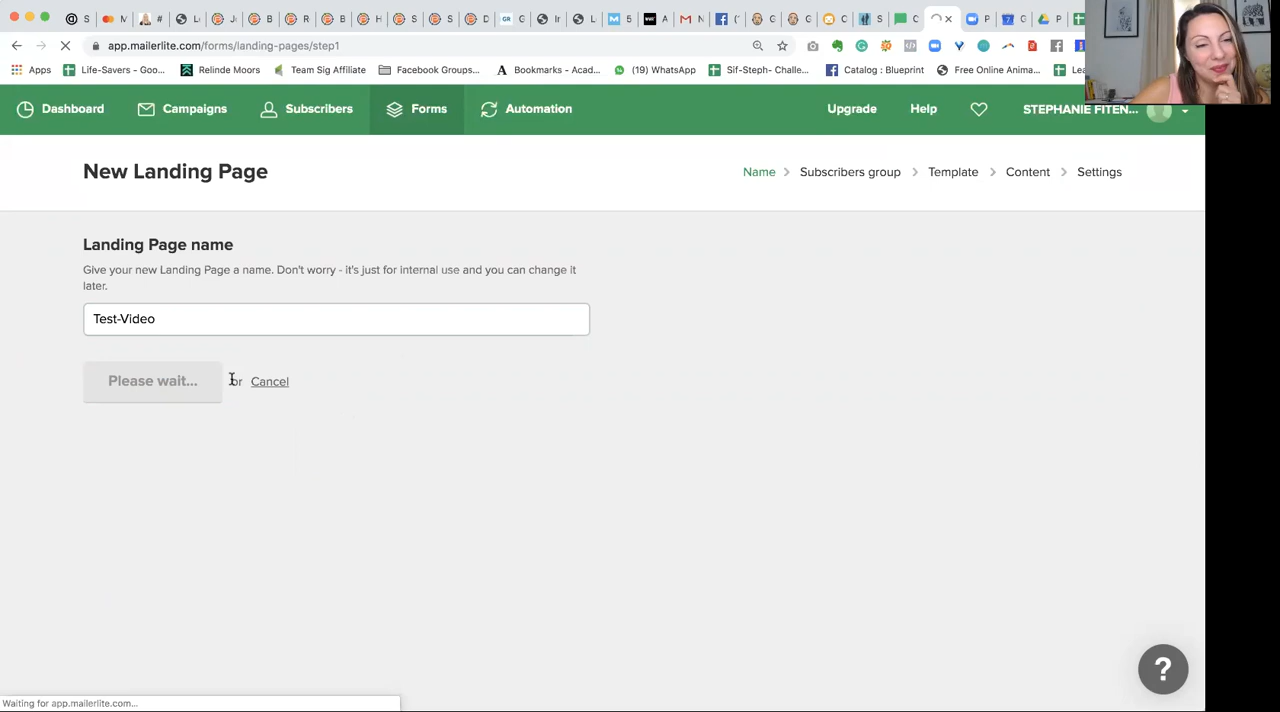 @ S
M
#
L
J
B
R
B
H
S
S
D
GR G
Ir
L
M 5
A
M
f (
G
G
C
S
C
P
C
P
app.mailerlite.com/forms/landing-pages/step1
Apps Life-Savers - Goo... Relinde Moors Team Sig Affiliate Facebook Groups... Bookmarks - Acad... (19) WhatsApp Sif-Steph- Challe... Catalog : Blueprint Free Online Anima... Lea
Dashboard Campaigns Subscribers Forms Automation Upgrade Help STEPHANIE FITEN...
New Landing Page
Name > Subscribers group > Template > Content > Settings
Landing Page name
Give your new Landing Page a name. Don't worry - it's just for internal use and you can change it
later.
Test-Video
Please wait... or Cancel
?
Waiting for app.mailerlite.com...